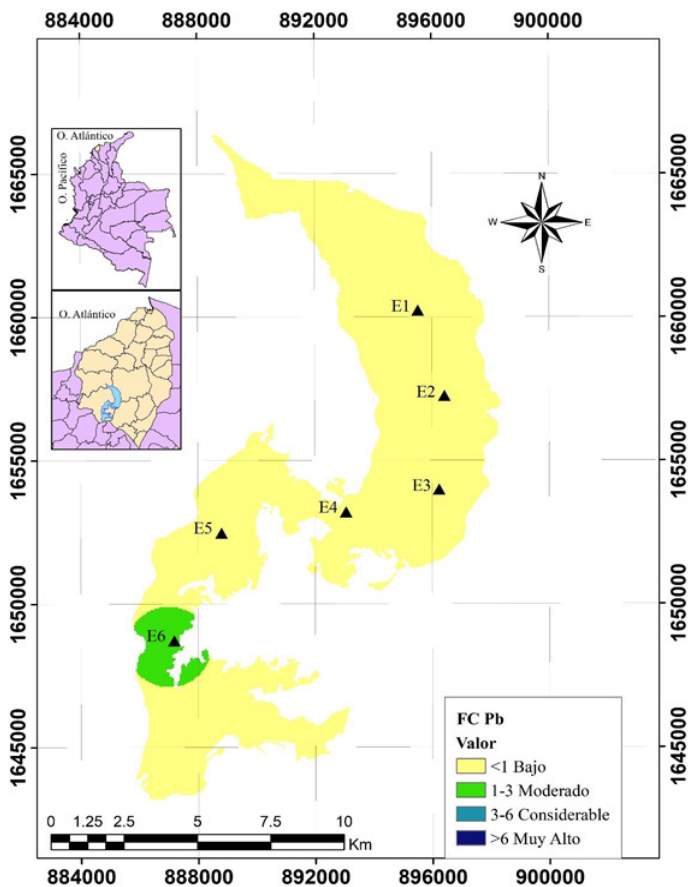 884000 888000 892000 896000 900000
O. Atlántico
O. Pacífico
O. Atlántico
1665000
1660000
1655000
1650000
1645000
1665000
1660000
1655000
1650000
1645000
N
W E
S
E1
E2
E3
E4
E5
E6
FC Pb
Valor
<1 Bajo
1-3 Moderado
3-6 Considerable
>6 Muy Alto
0 1.25 2.5 5 7.5 10
Km
884000 888000 892000 896000 900000